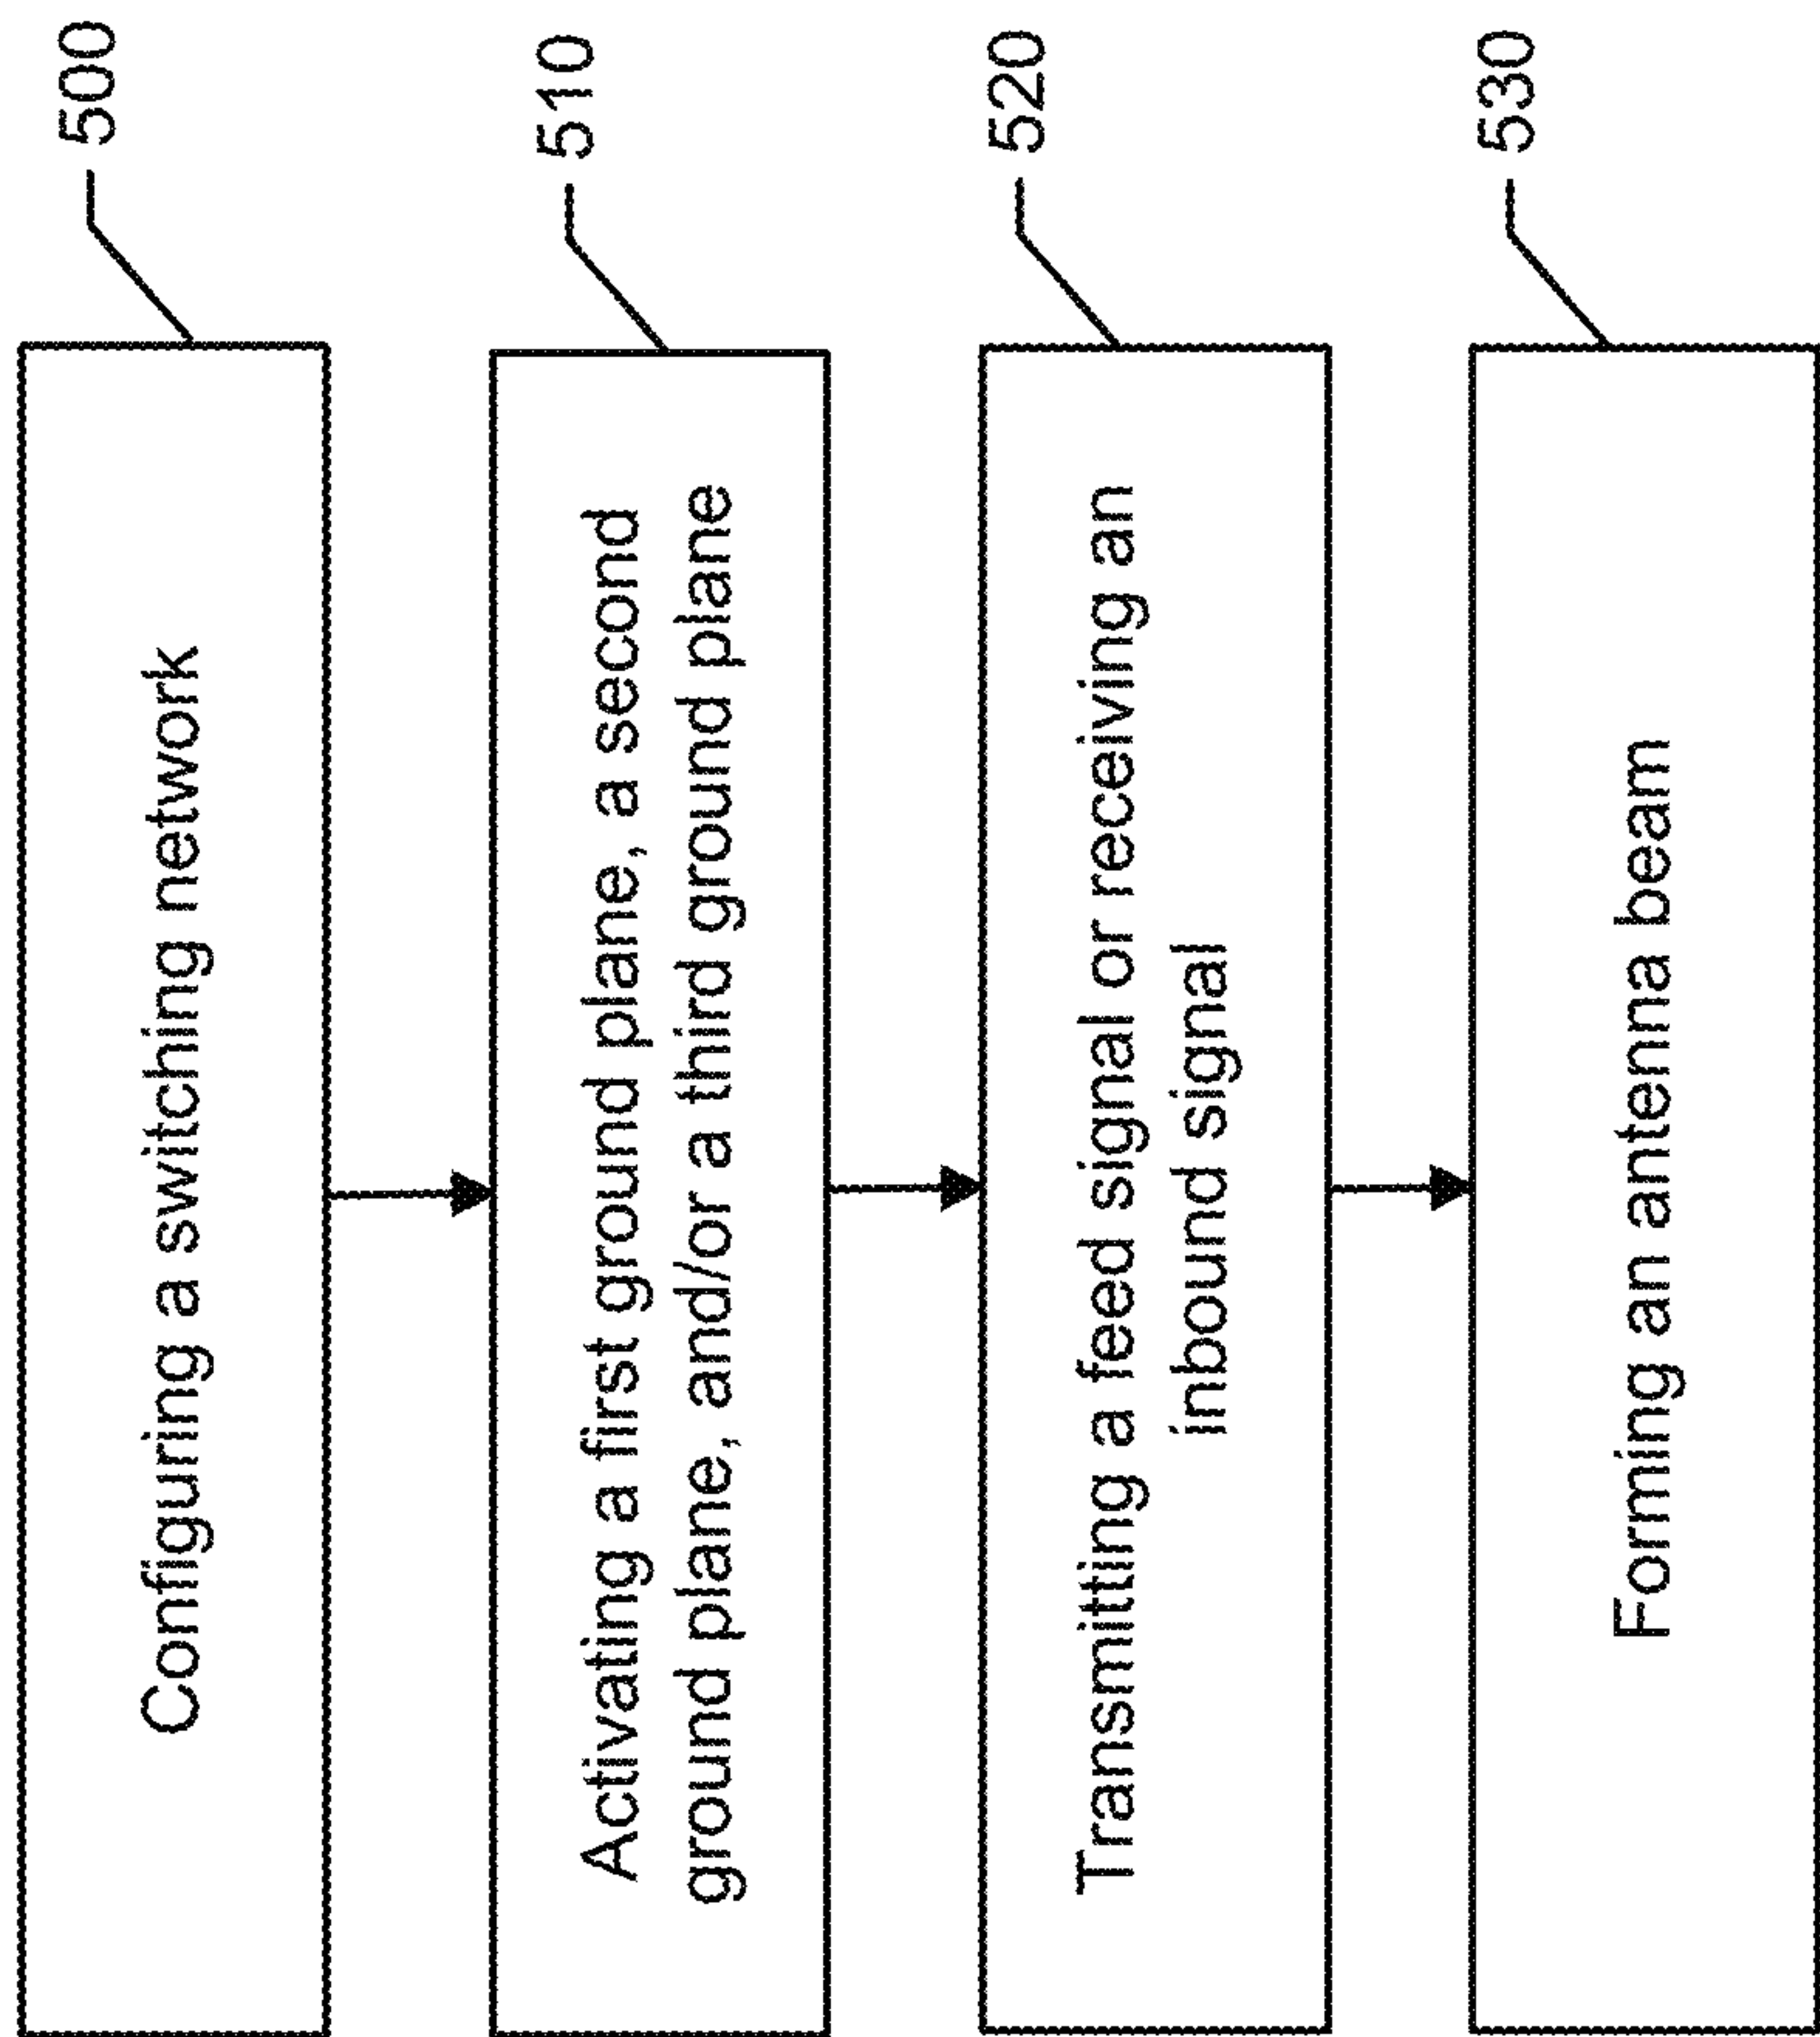 Configuring a switching network
500
Activating a first ground plane, a second
ground plane, and/or a third ground plane
510
Transmitting a feed signal or receiving an
inbound signal
520
Forming an antenna beam
530